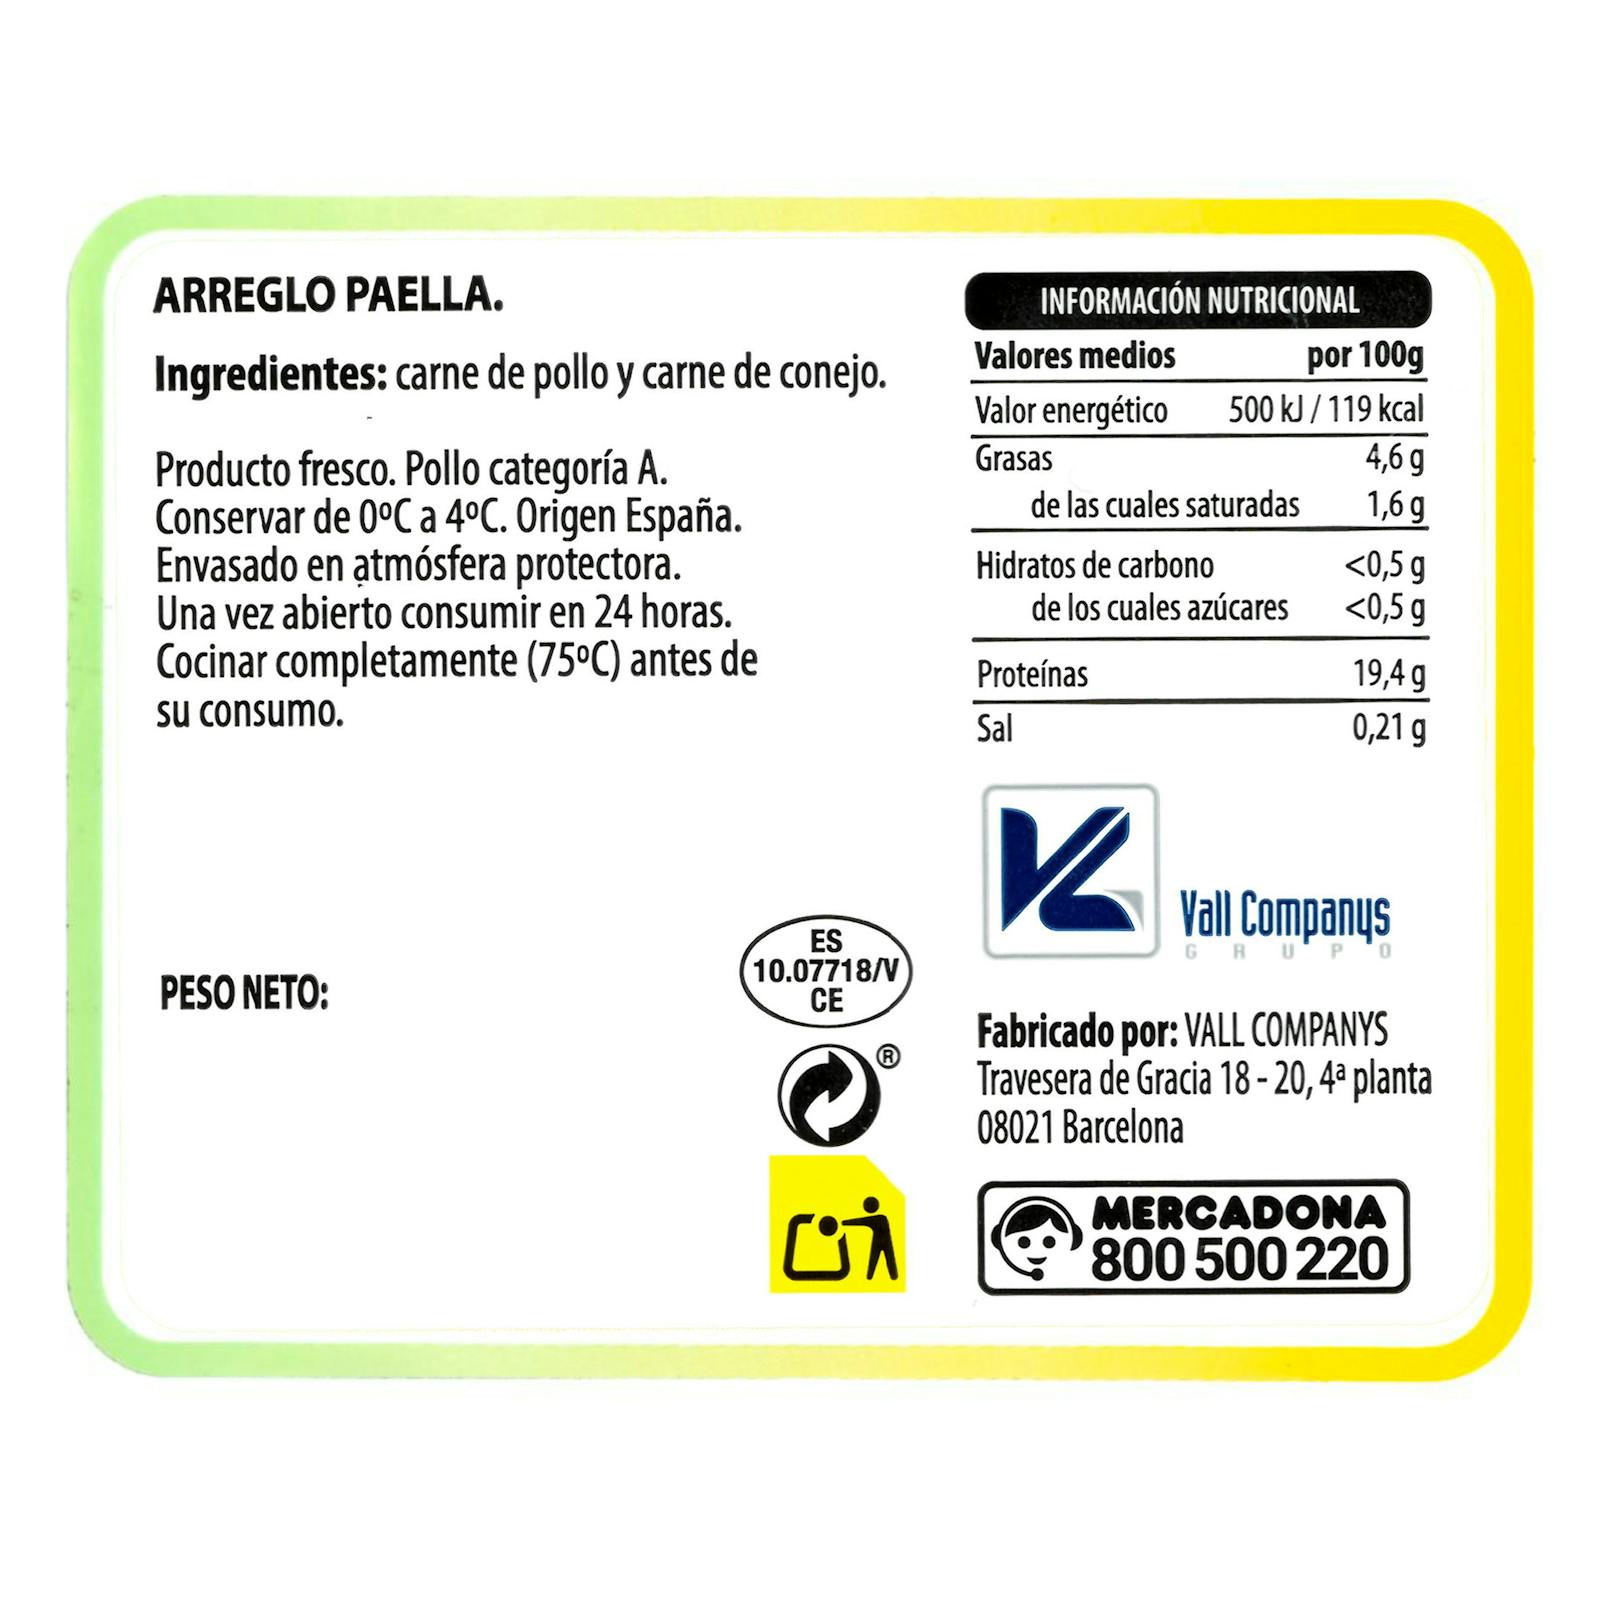 ARREGLO PAELLA.
Ingredientes: carne de pollo y carne de conejo.
Producto fresco. Pollo categoría A.
Conservar de 0ºC a 4ºC. Origen España.
Envasado en atmósfera protectora.
Una vez abierto consumir en 24 horas.
Cocinar completamente (75ºC) antes de
su consumo.
PESO NETO:
ES
10.07718/V
CE
®
INFORMACIÓN NUTRICIONAL
Valores medios por 100g
Valor energético 500 kJ / 119 kcal
Grasas 4,6 g
de las cuales saturadas 1,6 g
Hidratos de carbono <0,5 g
de los cuales azúcares <0,5 g
Proteínas 19,4 g
Sal 0,21 g
Vall Companys
GRUPO
Fabricado por: VALL COMPANYS
Travesera de Gracia 18 - 20, 4ª planta
08021 Barcelona
MERCADONA
800 500 220